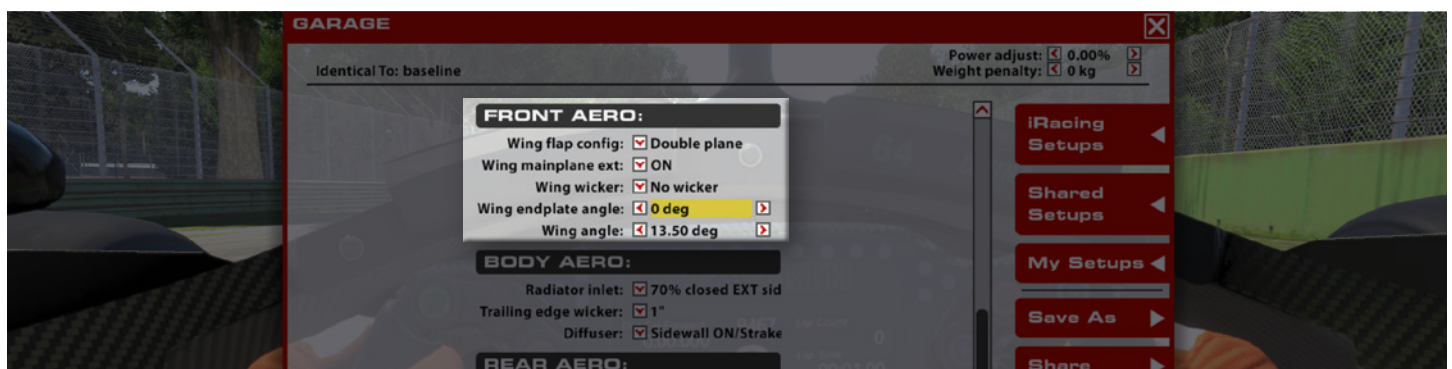 GARAGE
Identical To: baseline
Power adjust: 0.00%
Weight penalty: 0 kg
FRONT AERO:
Wing flap config: Double plane
Wing mainplane ext: ON
Wing wicker: No wicker
Wing endplate angle: 0 deg
Wing angle: 13.50 deg
BODY AERO:
Radiator inlet: 70% closed EXT sid
Trailing edge wicker: 1"
Diffuser: Sidewall ON/Strake
REAR AERO:
iRacing
Setups
Shared
Setups
My Setups
Save As
Share